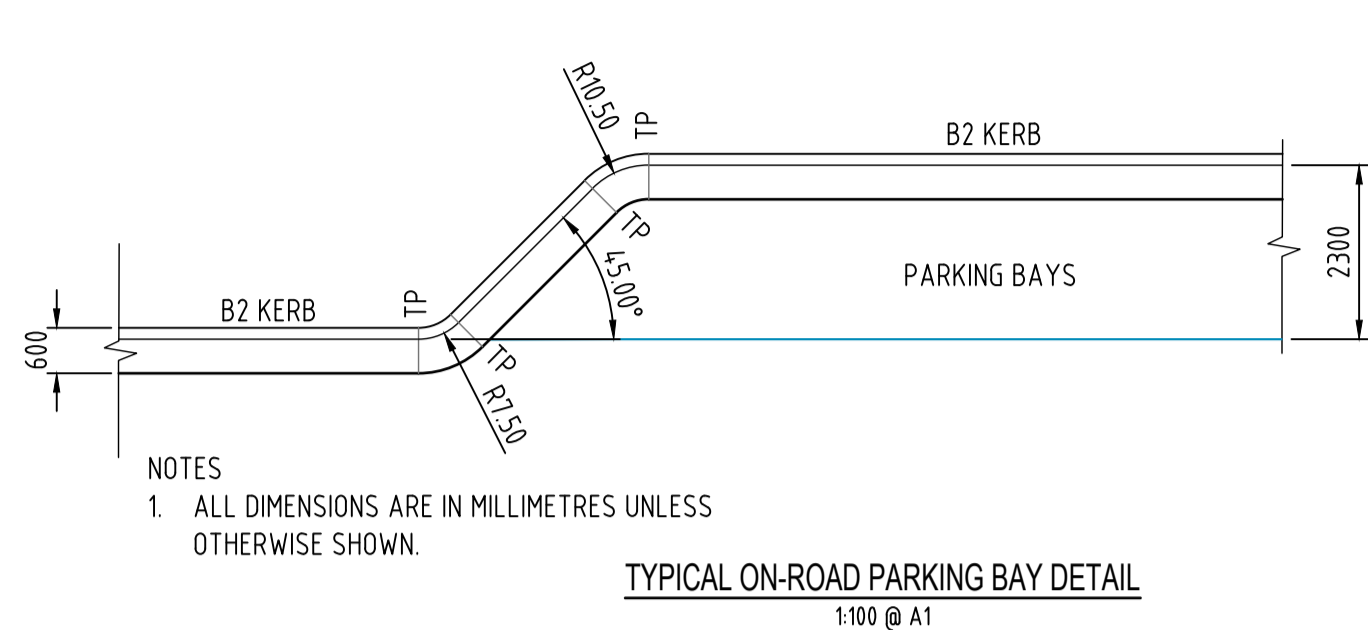 R10.50
TP
B2 KERB
2300
TP
45.00°
PARKING BAYS
B2 KERB
TP
600
TP
R7.50
NOTES
1. ALL DIMENSIONS ARE IN MILLIMETRES UNLESS
OTHERWISE SHOWN.
TYPICAL ON-ROAD PARKING BAY DETAIL
1:100 @ A1